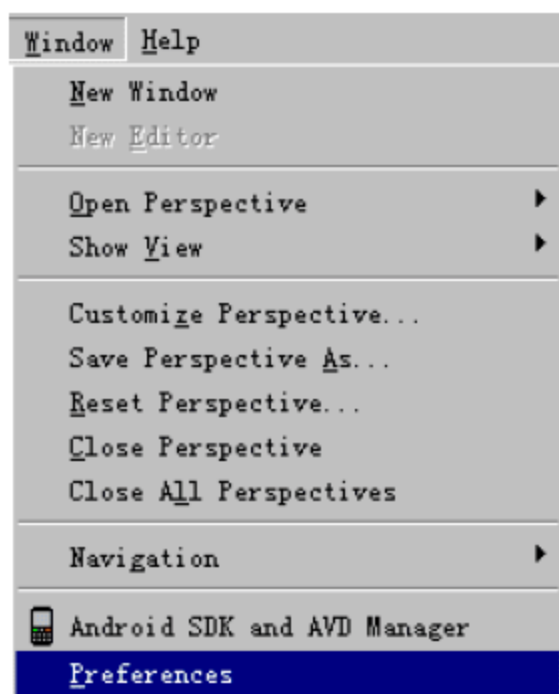 Window Help
New Window
New Editor
Open Perspective
Show View
Customize Perspective...
Save Perspective As...
Reset Perspective...
Close Perspective
Close All Perspectives
Navigation
Android SDK and AVD Manager
Preferences